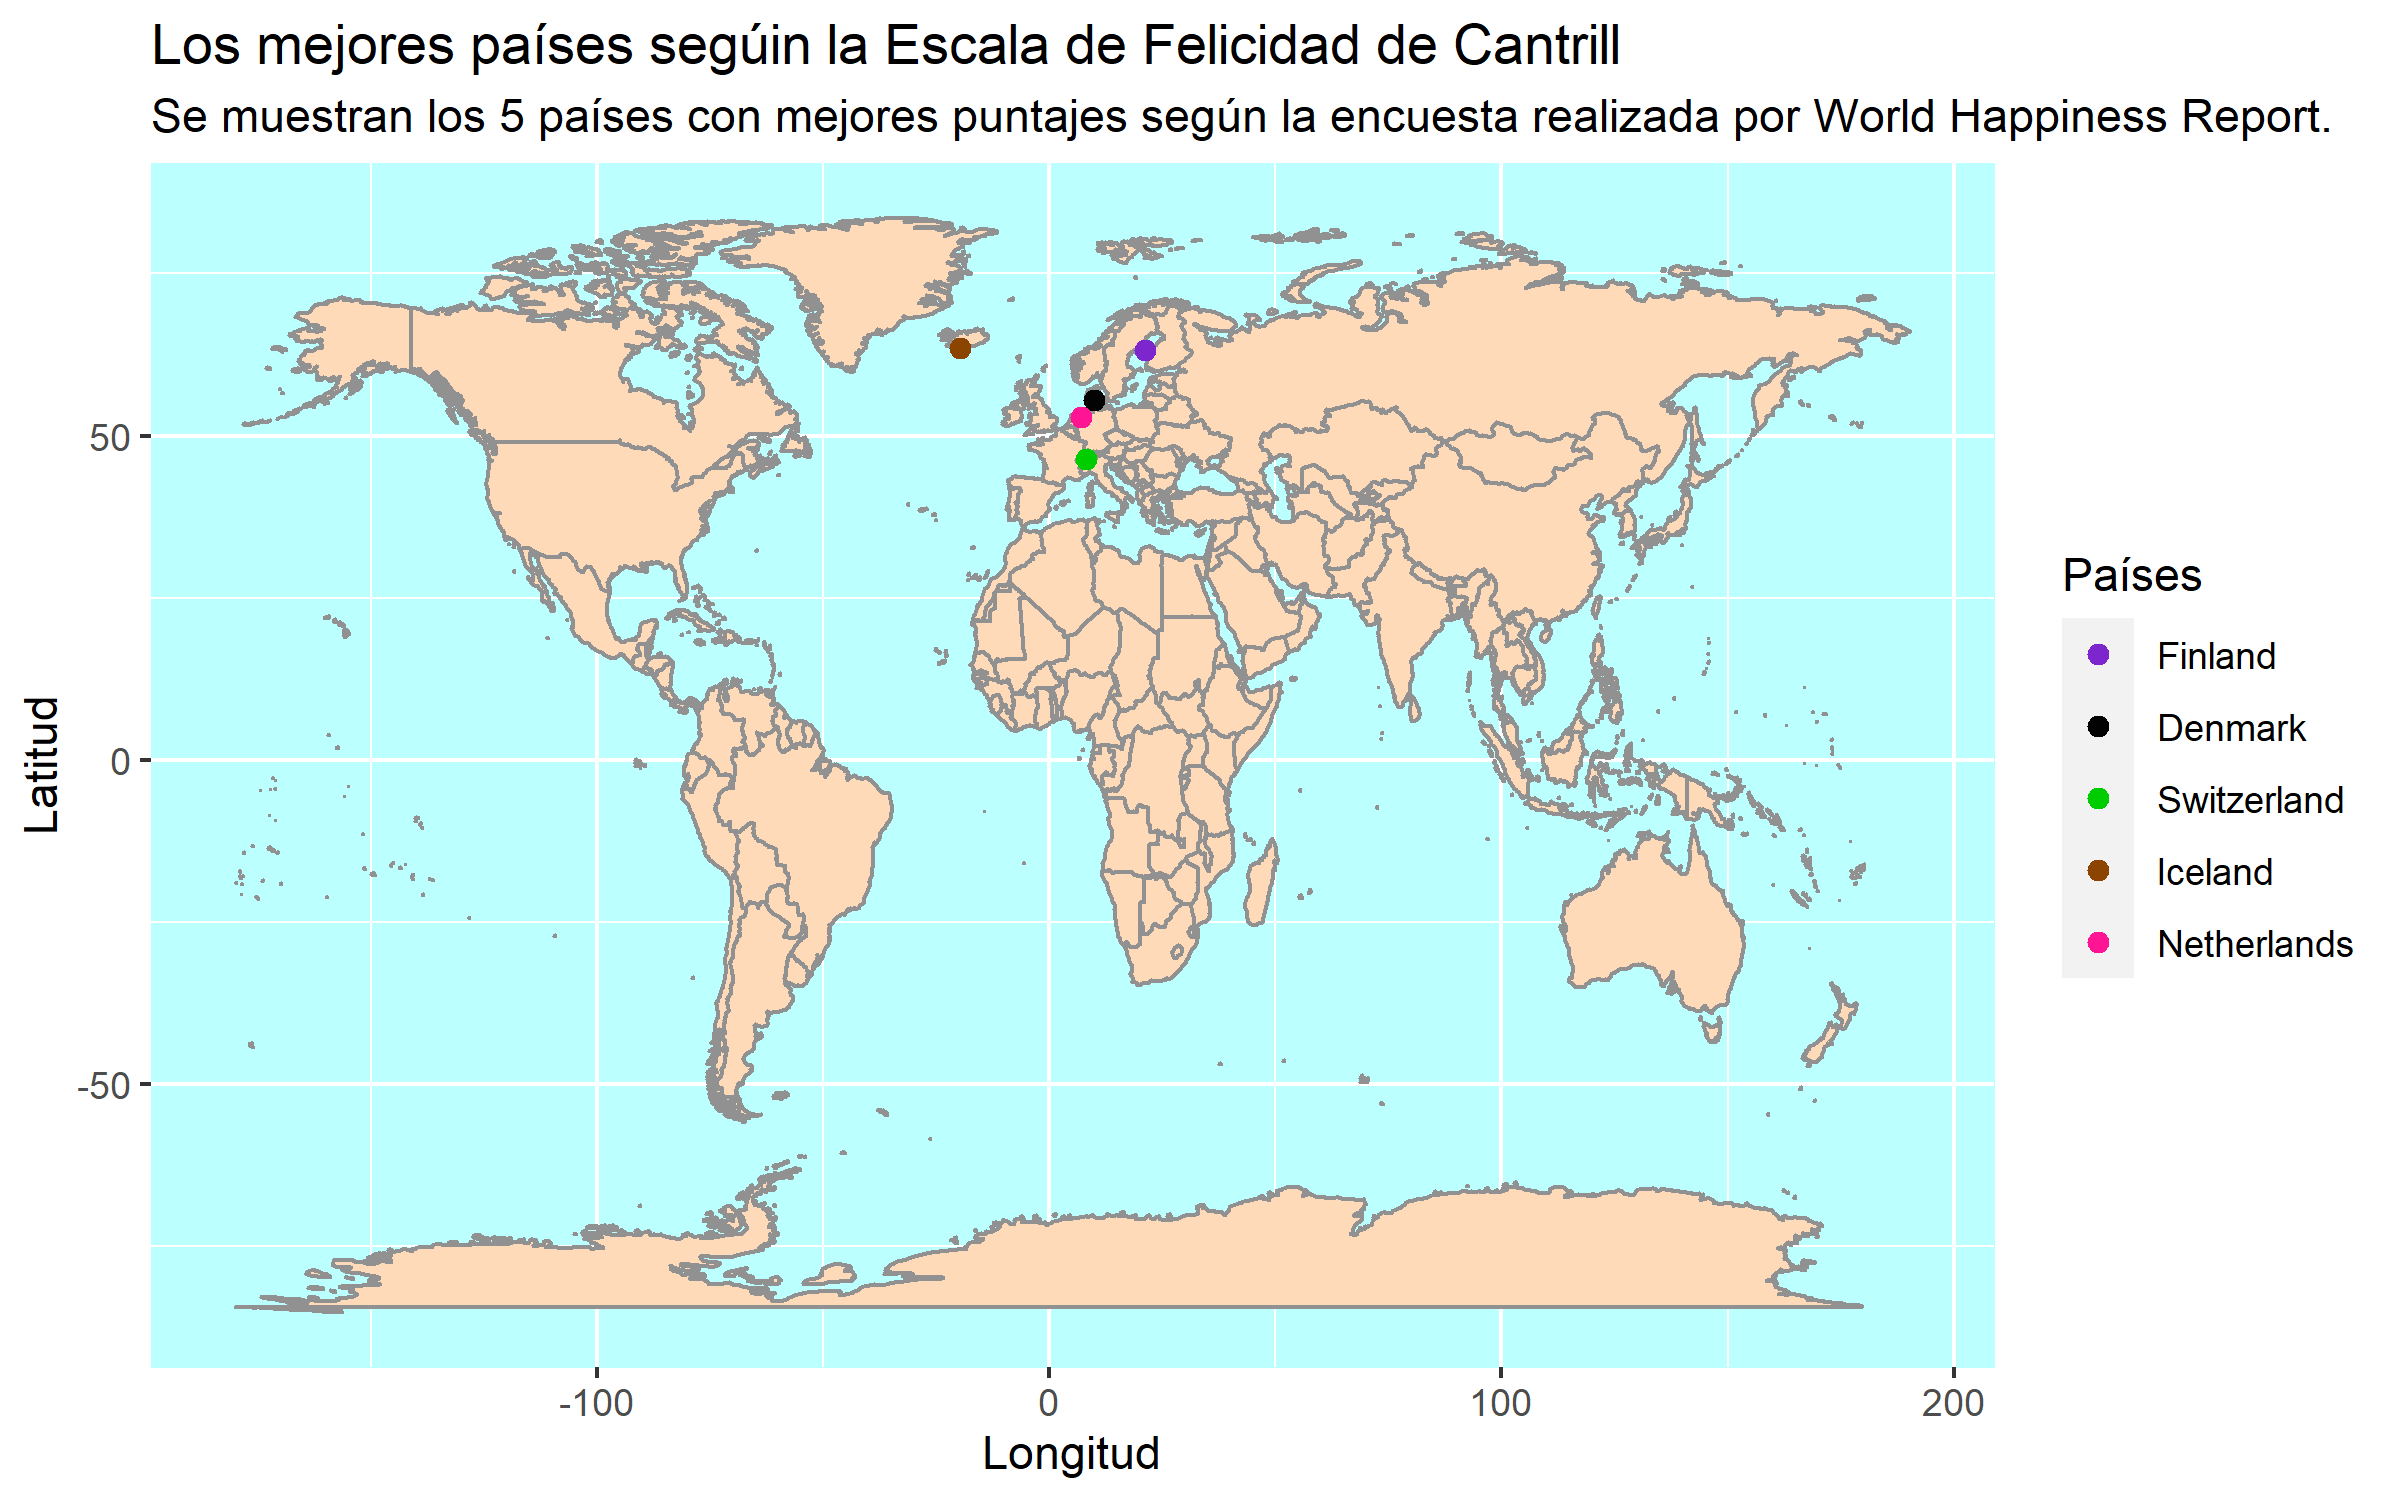 Los mejores países segúin la Escala de Felicidad de Cantrill
Se muestran los 5 países con mejores puntajes según la encuesta realizada por World Happiness Report.
Latitud
50
0
-50
-100
0
100
200
Longitud
Países
Finland
Denmark
Switzerland
Iceland
Netherlands